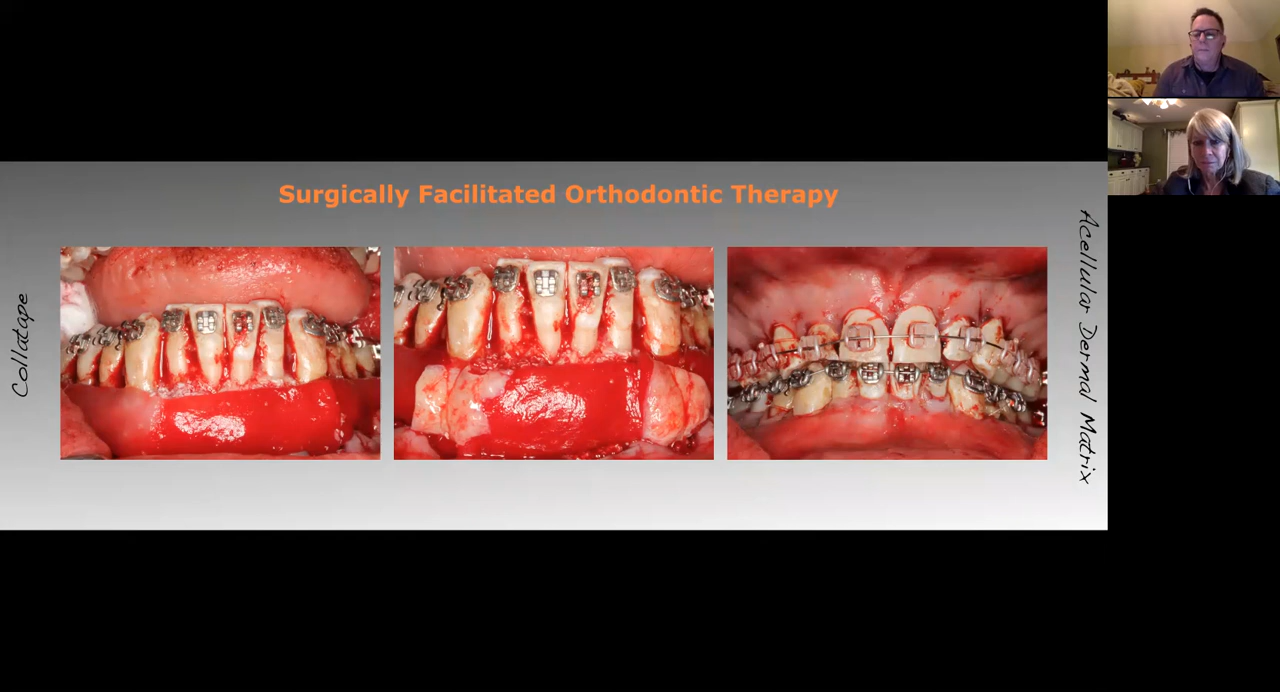 Surgically Facilitated Orthodontic Therapy
Collatape
Acellular Dermal Matrix